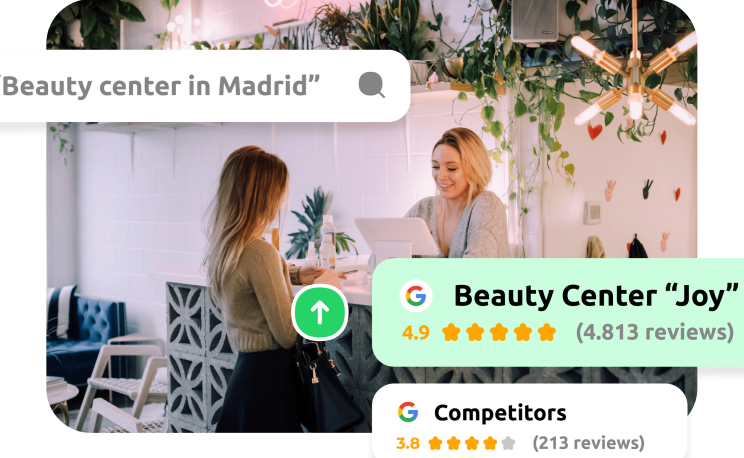 “Beauty center in Madrid”
Beauty Center “Joy”
4.9 (4.813 reviews)
Competitors
3.8 (213 reviews)